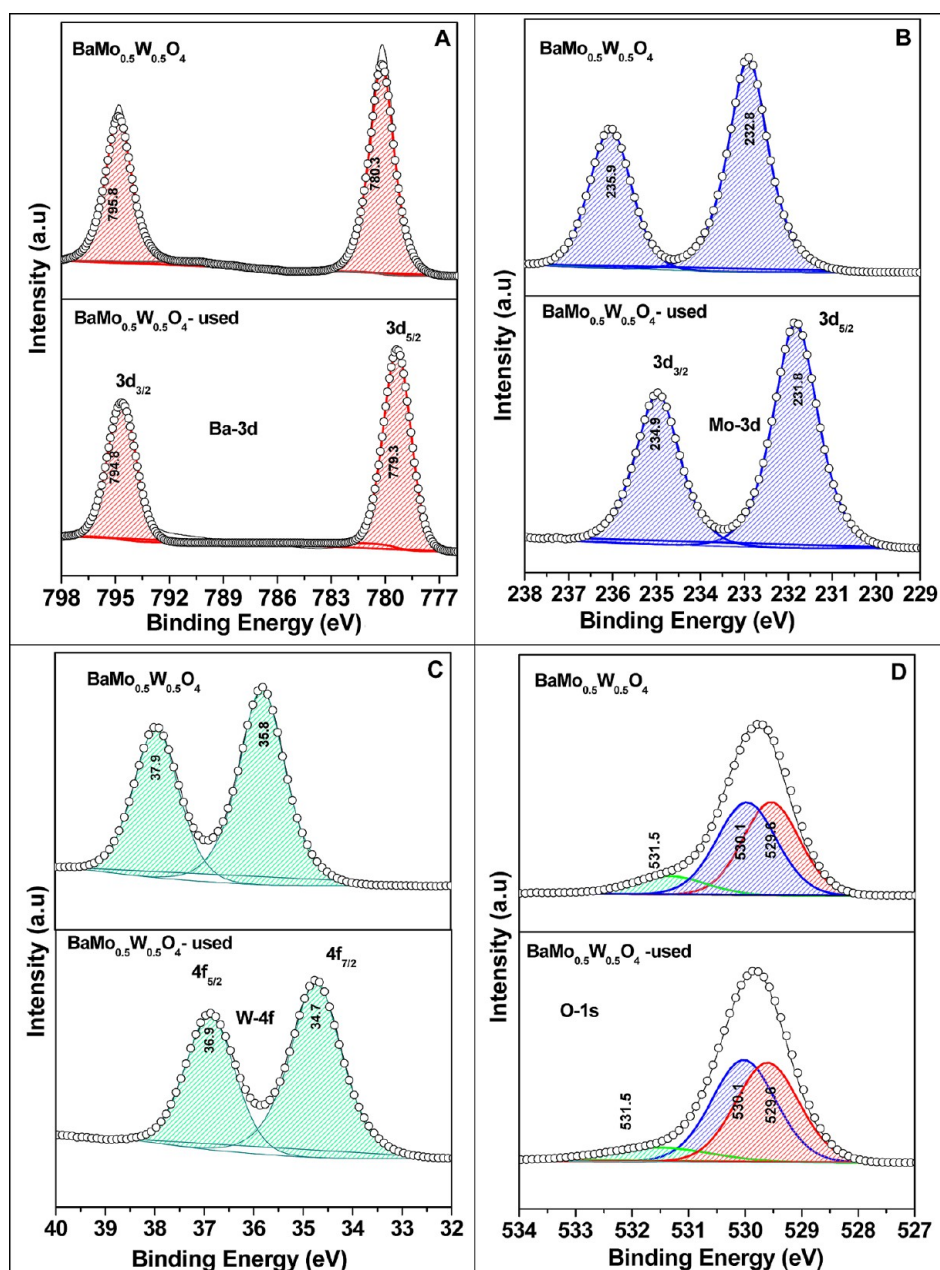 A
BaMo0.5W0.5O4
795.8
780.3
BaMo0.5W0.5O4- used
3d5/2
3d3/2
Ba-3d
794.8
779.3
Intensity (a.u)
798 795 792 789 786 783 780 777
Binding Energy (eV)
B
BaMo0.5W0.5O4
235.9
232.8
BaMo0.5W0.5O4- used
3d5/2
3d3/2
Mo-3d
234.9
231.8
Intensity (a.u)
238 237 236 235 234 233 232 231 230 229
Binding Energy (eV)
C
BaMo0.5W0.5O4
37.9
35.8
BaMo0.5W0.5O4- used
4f7/2
4f5/2
W-4f
36.9
34.7
Intensity (a.u)
40 39 38 37 36 35 34 33 32
Binding Energy (eV)
D
BaMo0.5W0.5O4
531.5
530.1
529.6
BaMo0.5W0.5O4 -used
O-1s
531.5
530.1
529.6
Intensity (a.u)
534 533 532 531 530 529 528 527
Binding Energy (eV)